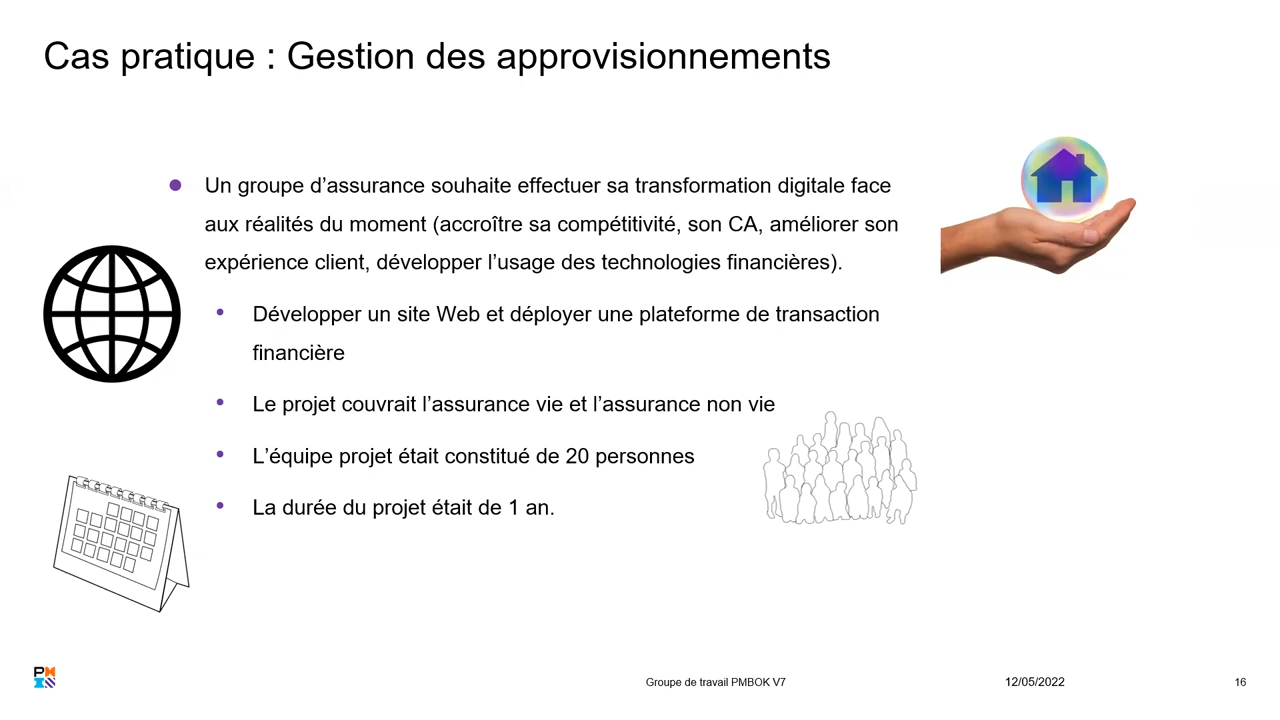 Cas pratique : Gestion des approvisionnements
Un groupe d’assurance souhaite effectuer sa transformation digitale face
aux réalités du moment (accroître sa compétitivité, son CA, améliorer son
expérience client, développer l’usage des technologies financières).
Développer un site Web et déployer une plateforme de transaction
financière
Le projet couvrait l’assurance vie et l’assurance non vie
L’équipe projet était constitué de 20 personnes
La durée du projet était de 1 an.
Groupe de travail PMBOK V7
12/05/2022
16